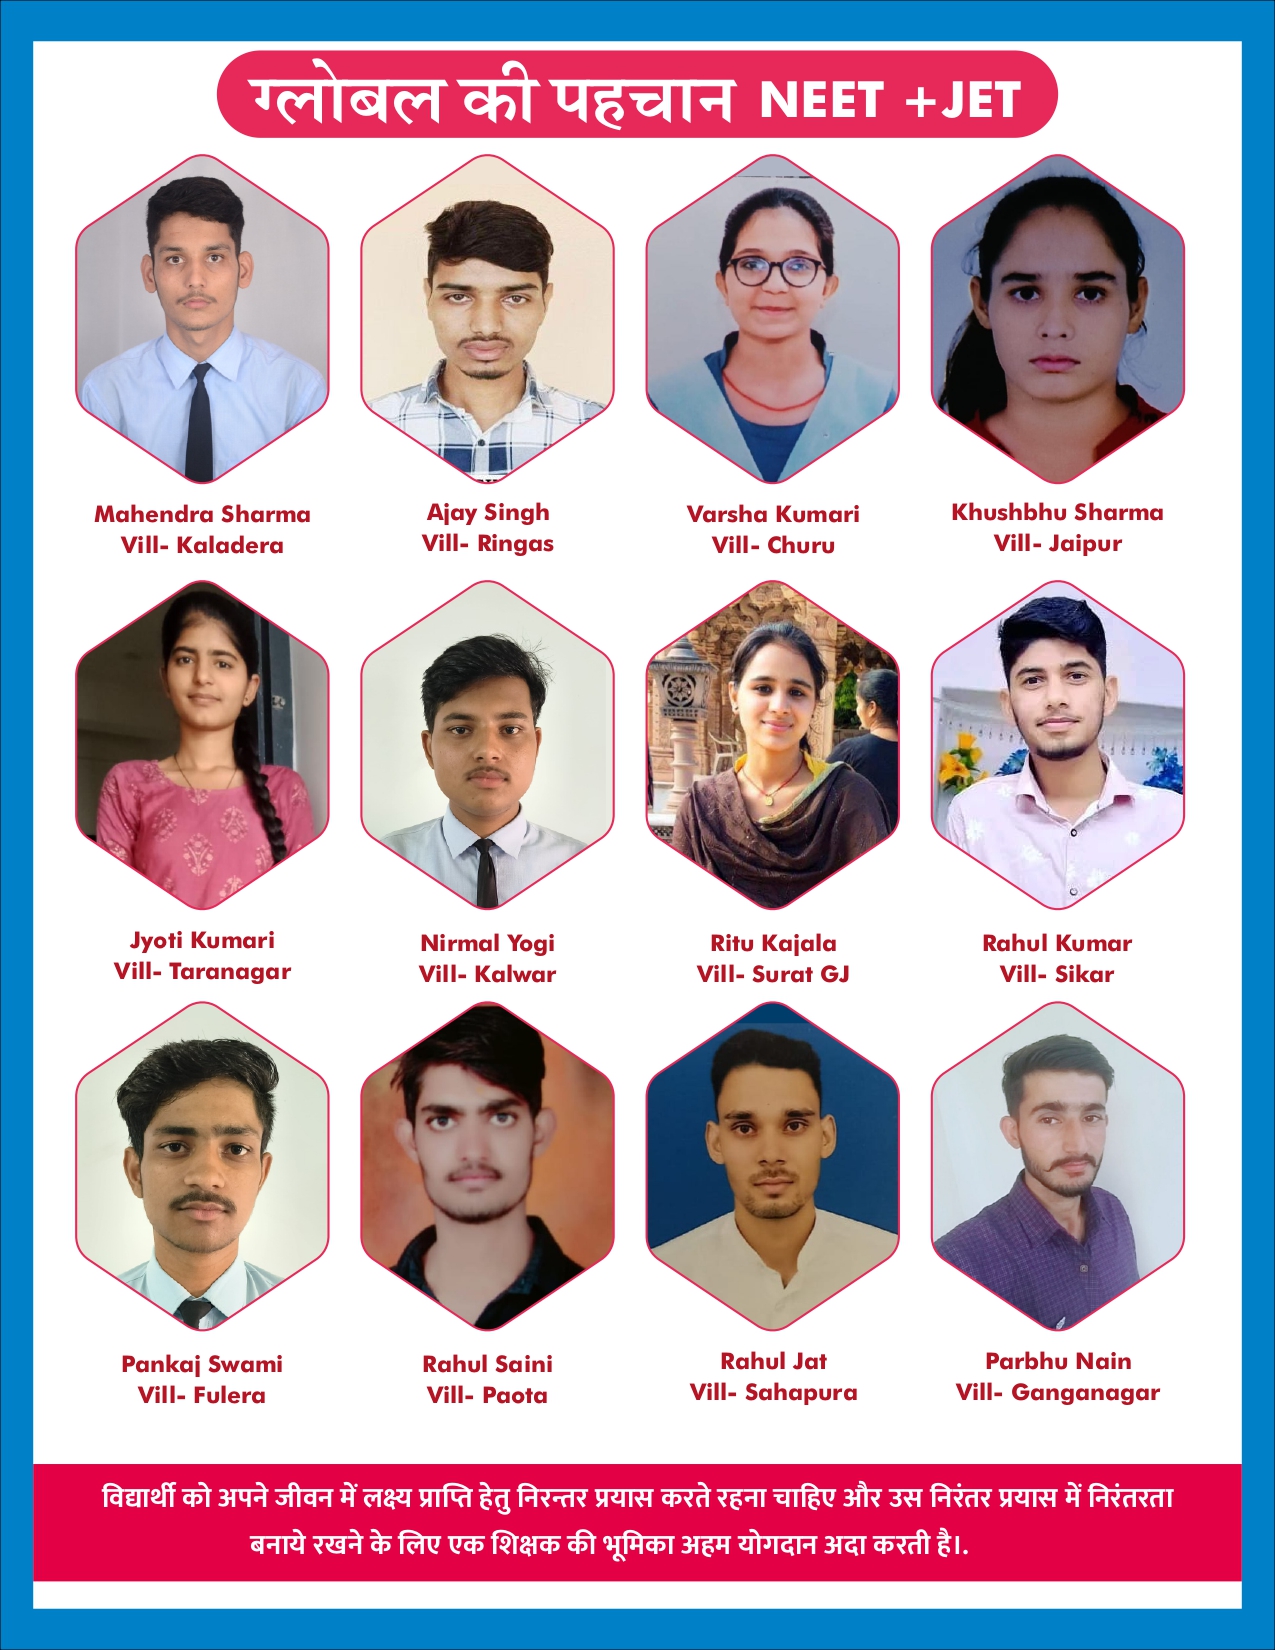 ग्लोबल की पहचान NEET +JET
Mahendra Sharma
Vill- Kaladera
Ajay Singh
Vill- Ringas
Varsha Kumari
Vill- Churu
Khushbhu Sharma
Vill- Jaipur
Jyoti Kumari
Vill- Taranagar
Nirmal Yogi
Vill- Kalwar
Ritu Kajala
Vill- Surat GJ
Rahul Kumar
Vill- Sikar
Pankaj Swami
Vill- Fulera
Rahul Saini
Vill- Paota
Rahul Jat
Vill- Sahapura
Parbhu Nain
Vill- Ganganagar
विद्यार्थी को अपने जीवन में लक्ष्य प्राप्ति हेतु निरन्तर प्रयास करते रहना चाहिए और उस निरंतर प्रयास में निरंतरता
बनाये रखने के लिए एक शिक्षक की भूमिका अहम योगदान अदा करती है।.